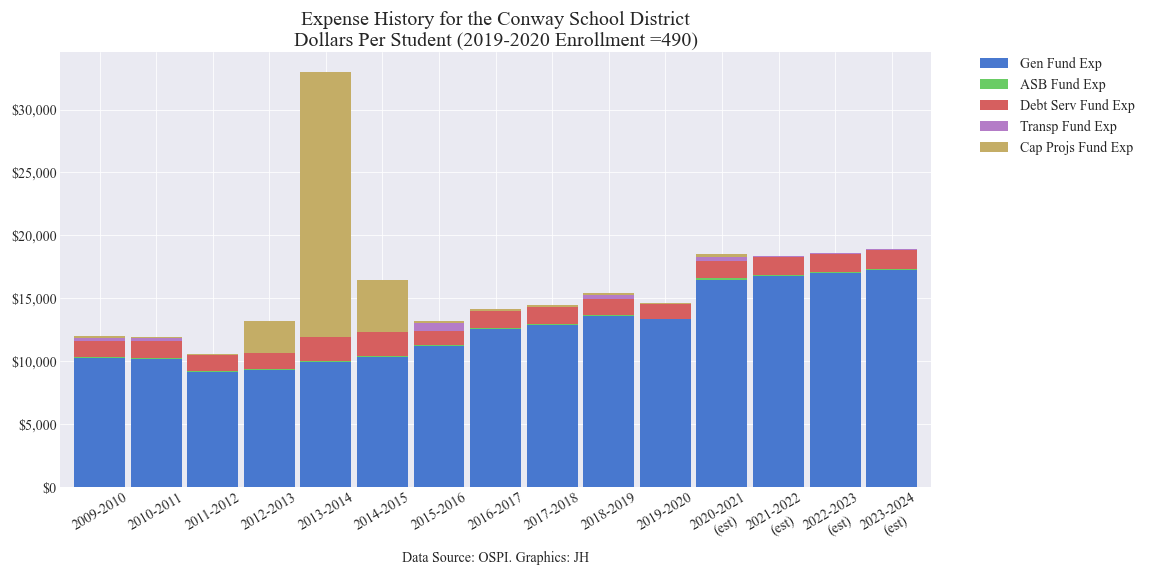 Expense History for the Conway School District
Dollars Per Student (2019-2020 Enrollment =490)
$30,000
$25,000
$20,000
$15,000
$10,000
$5,000
$0
2009-2010
2010-2011
2011-2012
2012-2013
2013-2014
2014-2015
2015-2016
2016-2017
2017-2018
2018-2019
2019-2020
2020-2021
(est)
2021-2022
(est)
2022-2023
(est)
2023-2024
(est)
Data Source: OSPI. Graphics: JH
Gen Fund Exp
ASB Fund Exp
Debt Serv Fund Exp
Transp Fund Exp
Cap Projs Fund Exp